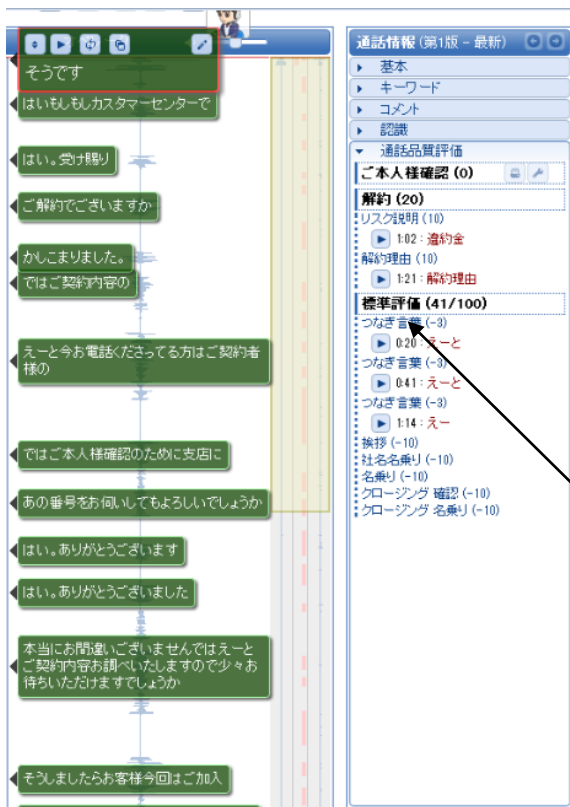 そうです
はいもしもしカスタマーセンターで
はい。受け賜り
ご解約でございますか
かしこまりました。
ではご契約内容の
えーと今お電話くださってる方はご契約者
様の
ではご本人様確認のために支店に
あの番号をお伺いしてもよろしいでしょうか
はい。ありがとうございます
はい。ありがとうございました
本当にお間違いございませんではえーと
ご契約内容お調べいたしますので少々お
待ちいただけますでしょうか
そうしましたらお客様今回はご加入
通話情報 (第1版 - 最新)
基本
キーワード
コメント
認識
通話品質評価
ご本人様確認 (0)
解約 (20)
リスク説明 (10)
1:02 : 違約金
解約理由 (10)
1:21 : 解約理由
標準評価 (41/100)
つなぎ言葉 (-3)
0:20 : えーと
つなぎ言葉 (-3)
0:41 : えーと
つなぎ言葉 (-3)
1:14 : えー
挨拶 (-10)
社名名乗り (-10)
名乗り (-10)
クロージング 確認 (-10)
クロージング 名乗り (-10)